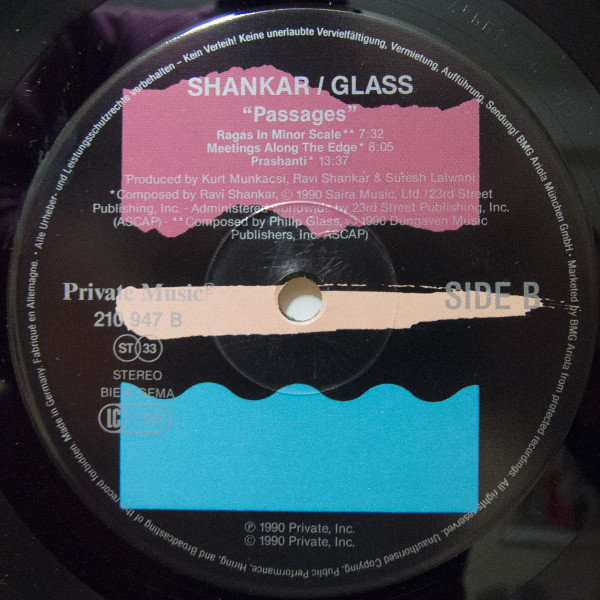 • Alle Urheber- und Leistungsschutzrechte vorbehalten – Kein Verleih! Keine unerlaubte Vervielfältigung, Vermietung, Aufführung, Sendung! BMG Ariola München GmbH. • Marketed by BMG Ariola
from protected recordings. All rights reserved. Unauthorised Copying, Public Performance, Hiring, and Broadcasting of the record forbidden. Made in Germany. Fabriqué en Allemagne.
SHANKAR / GLASS
“Passages”
Ragas In Minor Scale** 7:32
Meetings Along The Edge* 8:05
Prashanti* 13:37
Produced by Kurt Munkacsi, Ravi Shankar & Suresh Lalwani
*Composed by Ravi Shankar, © 1990 Saira Music, Ltd. / 23rd Street
Publishing, Inc. · Administered worldwide by 23rd Street Publishing, Inc.
(ASCAP) · **Composed by Philip Glass, 1990 Dungaven Music
Publishers, Inc. ASCAP)
Private Music®
SIDE B
210 947 B
ST 33
STEREO
GEMA
LC
℗ 1990 Private, Inc.
© 1990 Private, Inc.